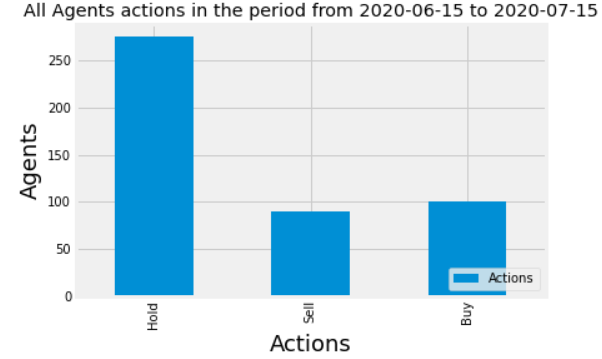 All Agents actions in the period from 2020-06-15 to 2020-07-15
Agents
250
200
150
100
50
0
Hold
Sell
Buy
Actions
Actions